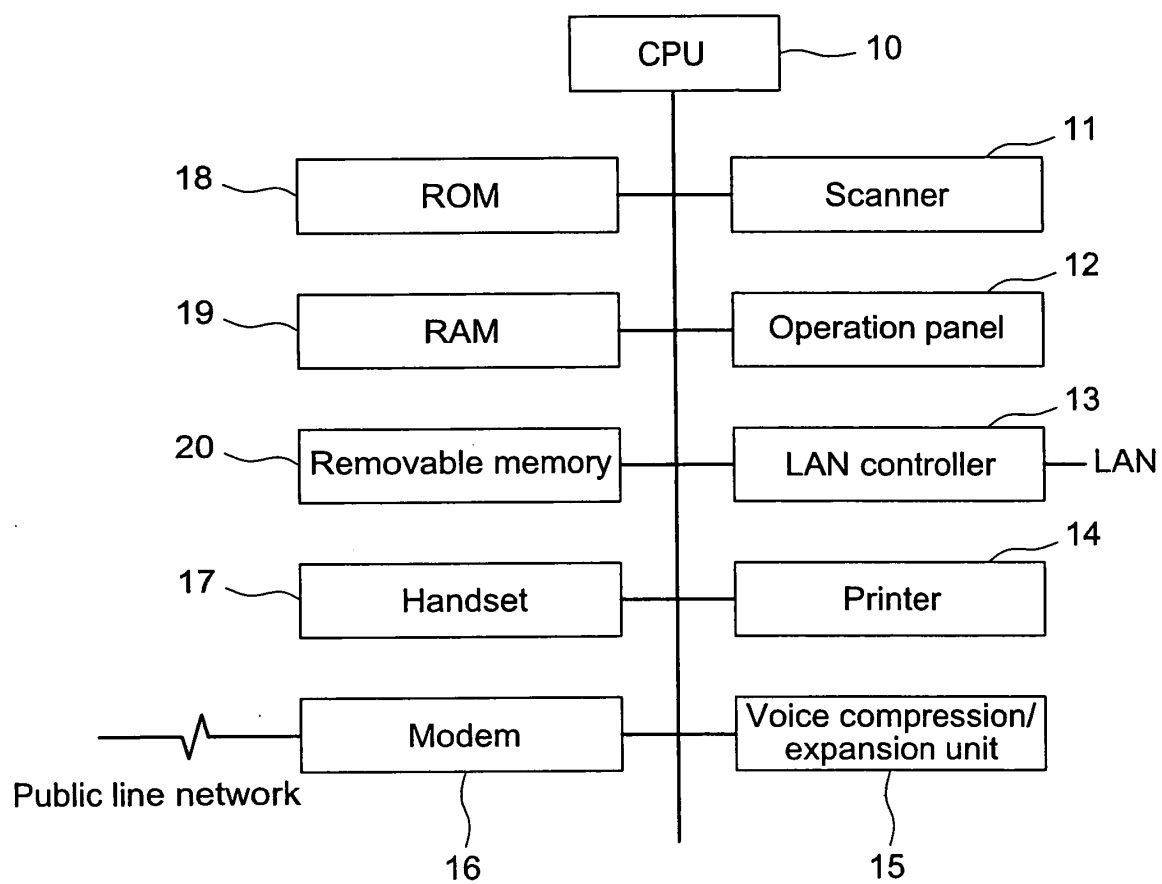 CPU
10
11
18
ROM
Scanner
12
19
RAM
Operation panel
13
20
Removable memory
LAN controller
LAN
14
17
Handset
Printer
Modem
Voice compression/
expansion unit
Public line network
16
15